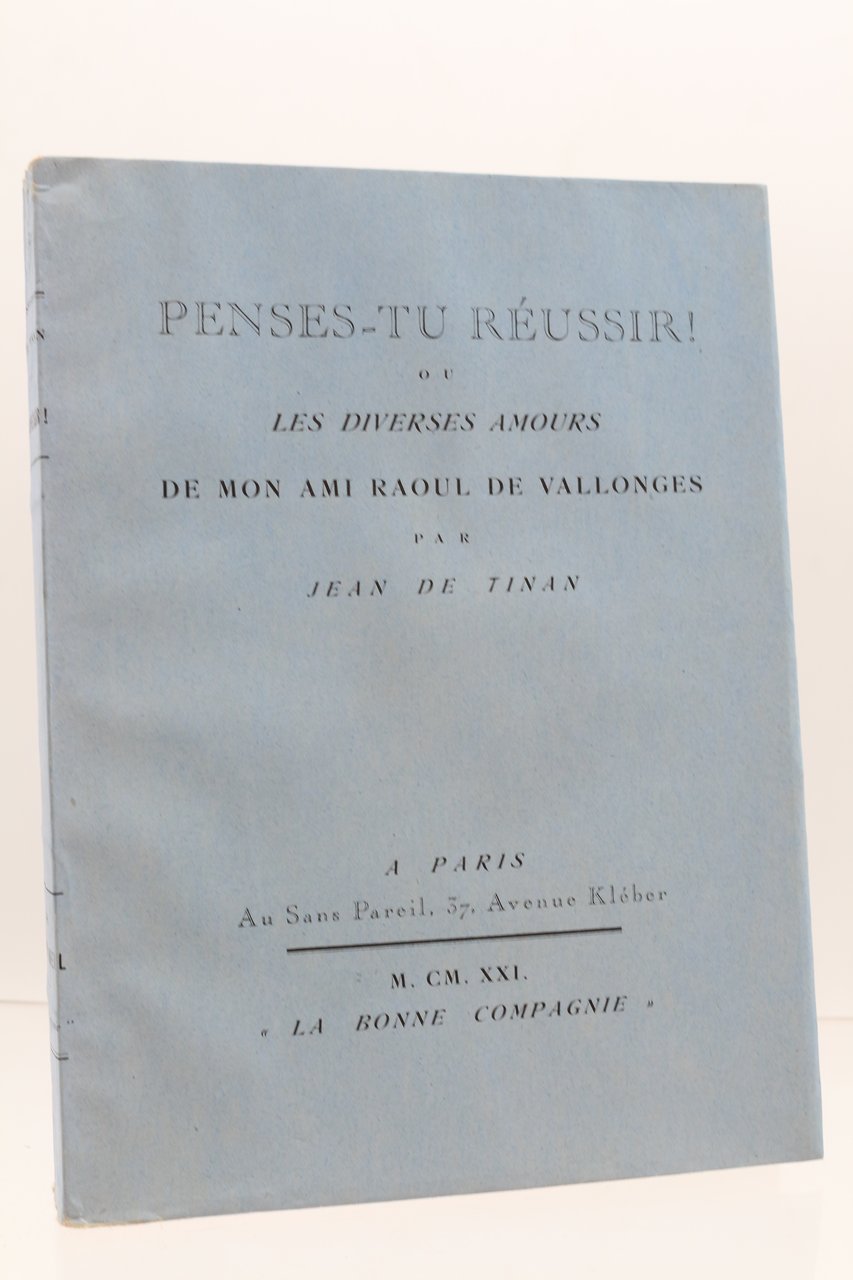 PENSES-TU RÉUSSIR!
OU
LES DIVERSES AMOURS
DE MON AMI RAOUL DE VALLONGES
PAR
JEAN DE TINAN
A PARIS
Au Sans Pareil, 37, Avenue Kléber
M. CM. XXI.
« LA BONNE COMPAGNIE »